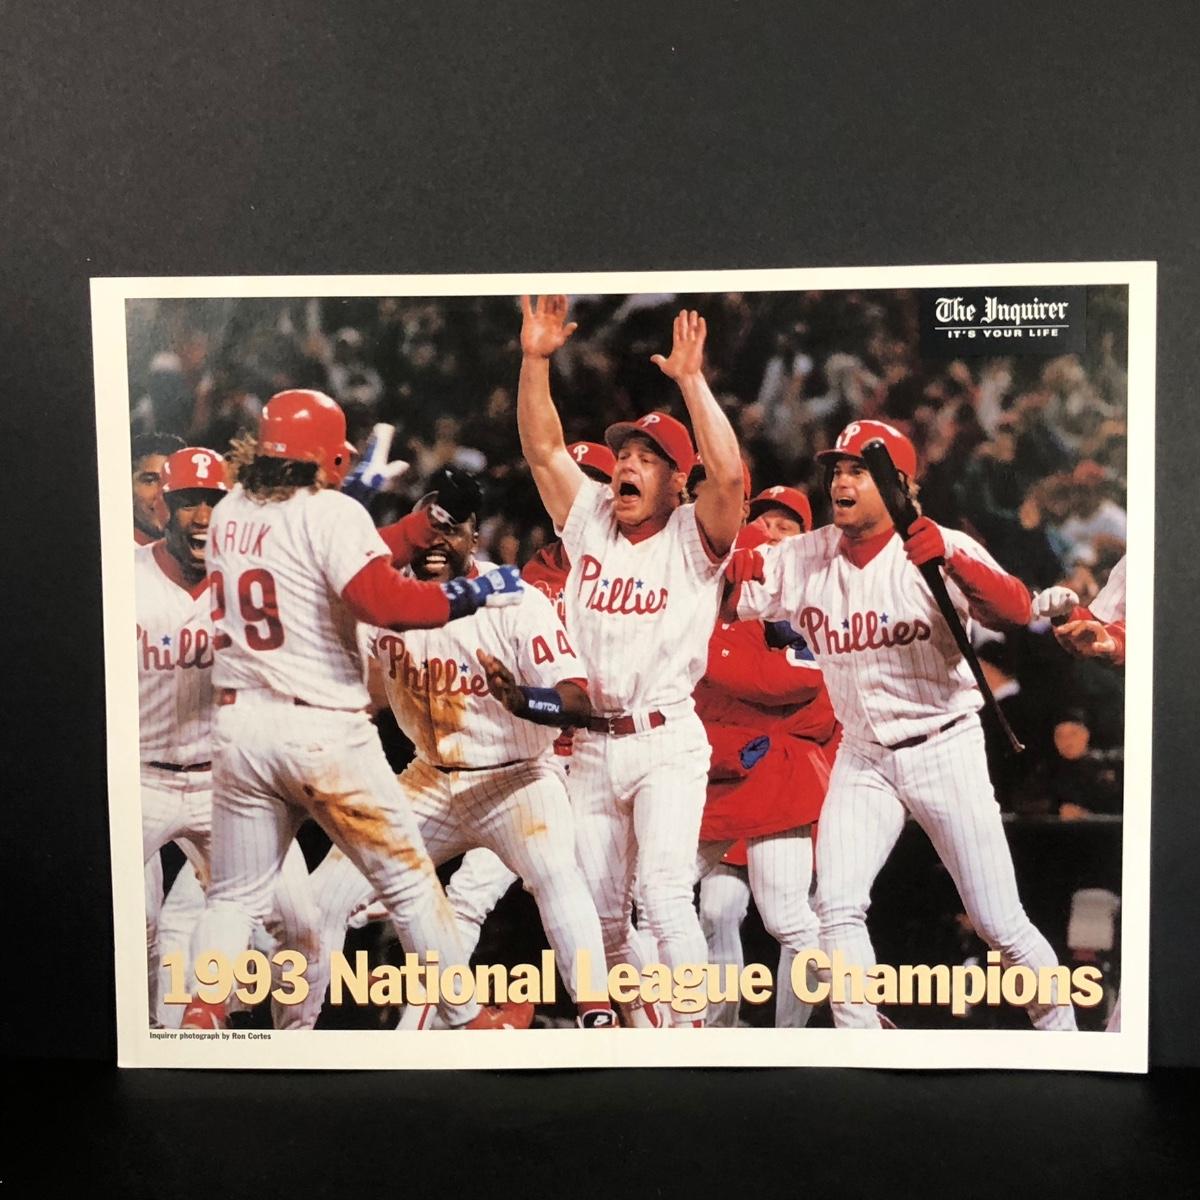 The Inquirer
IT'S YOUR LIFE
P
P
P
P
P
KRUK
29
Phillies
Phillies
Phillies
44
Phill
EASTON
1993 National League Champions
Inquirer photograph by Ron Cortes